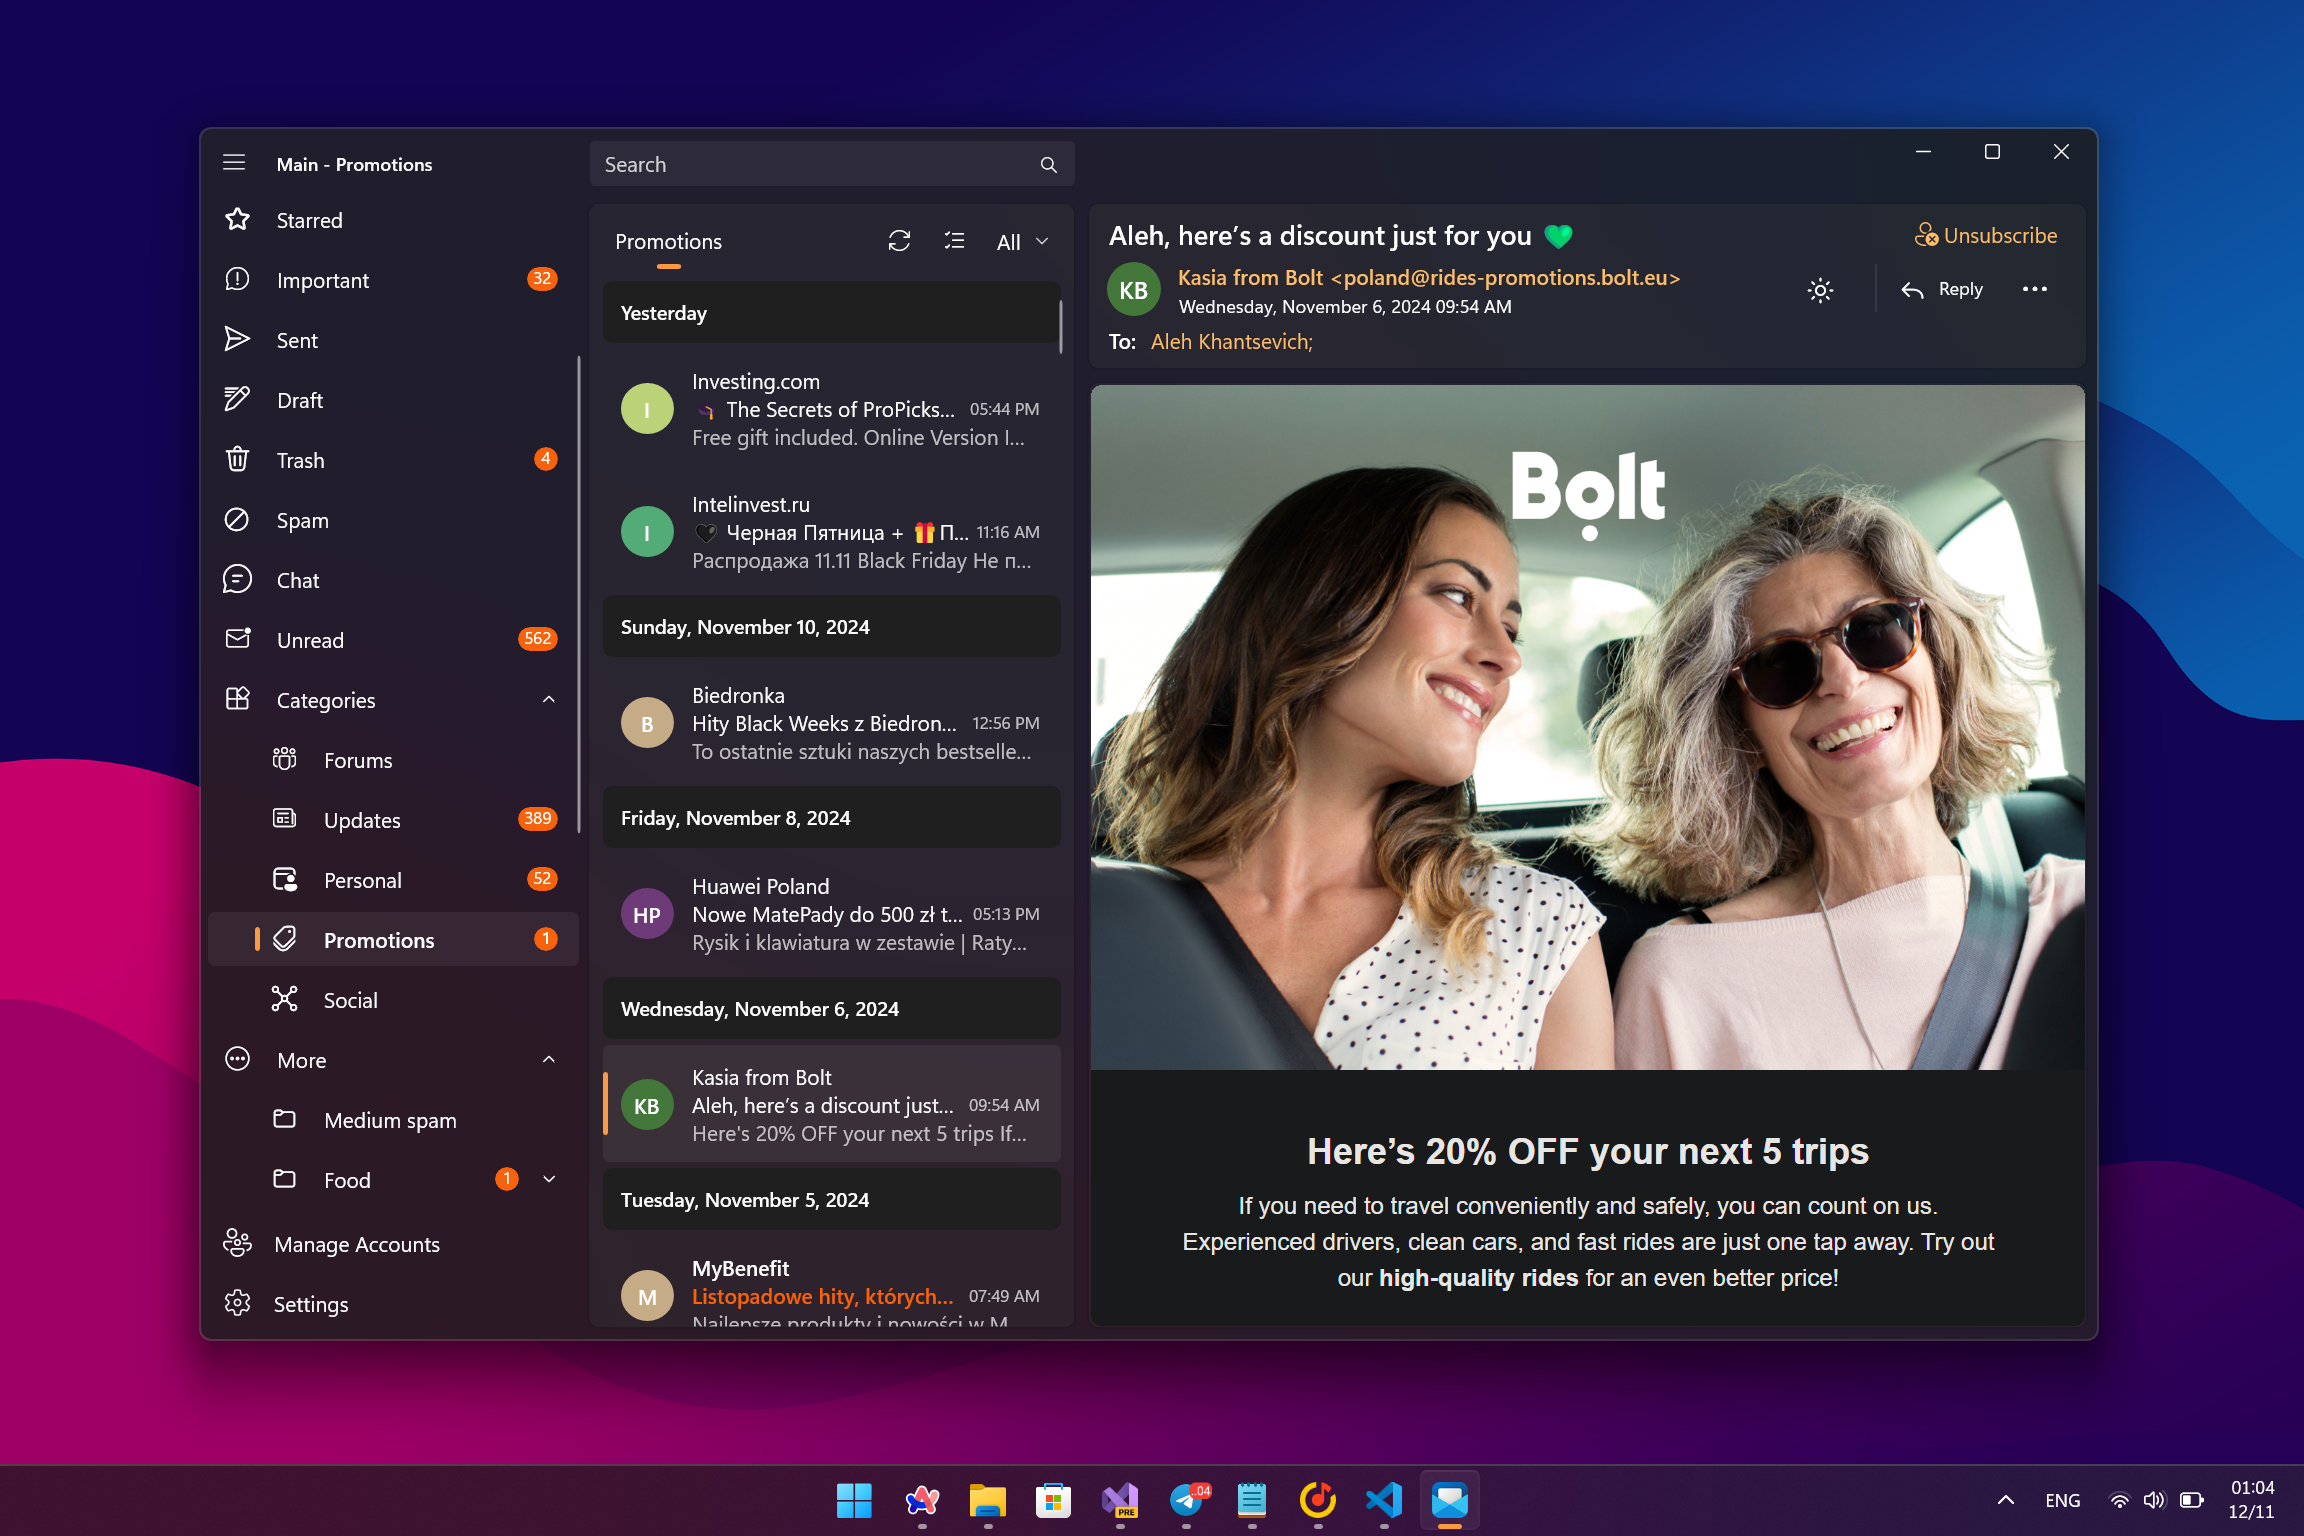 Main - Promotions
Search
Starred
Important 32
Sent
Draft
Trash 4
Spam
Chat
Unread 562
Categories
Forums
Updates 389
Personal 52
Promotions 1
Social
More
Medium spam
Food 1
Manage Accounts
Settings
Promotions All
Yesterday
I
Investing.com
The Secrets of ProPicks... 05:44 PM
Free gift included. Online Version I...
I
Intelinvest.ru
🖤 Черная Пятница + 🎁П... 11:16 AM
Распродажа 11.11 Black Friday Не п...
Sunday, November 10, 2024
B
Biedronka
Hity Black Weeks z Biedron... 12:56 PM
To ostatnie sztuki naszych bestselle...
Friday, November 8, 2024
HP
Huawei Poland
Nowe MatePady do 500 zł t... 05:13 PM
Rysik i klawiatura w zestawie | Raty...
Wednesday, November 6, 2024
KB
Kasia from Bolt
Aleh, here’s a discount just... 09:54 AM
Here's 20% OFF your next 5 trips If...
Tuesday, November 5, 2024
M
MyBenefit
Listopadowe hity, których... 07:49 AM
Najlepsze produkty i nowości w M
Aleh, here’s a discount just for you 💚
Unsubscribe
KB
Kasia from Bolt <poland@rides-promotions.bolt.eu>
Wednesday, November 6, 2024 09:54 AM
Reply
To: Aleh Khantsevich;
Bolt
Here’s 20% OFF your next 5 trips
If you need to travel conveniently and safely, you can count on us.
Experienced drivers, clean cars, and fast rides are just one tap away. Try out
our high-quality rides for an even better price!
PRE
..04
ENG
01:04
12/11